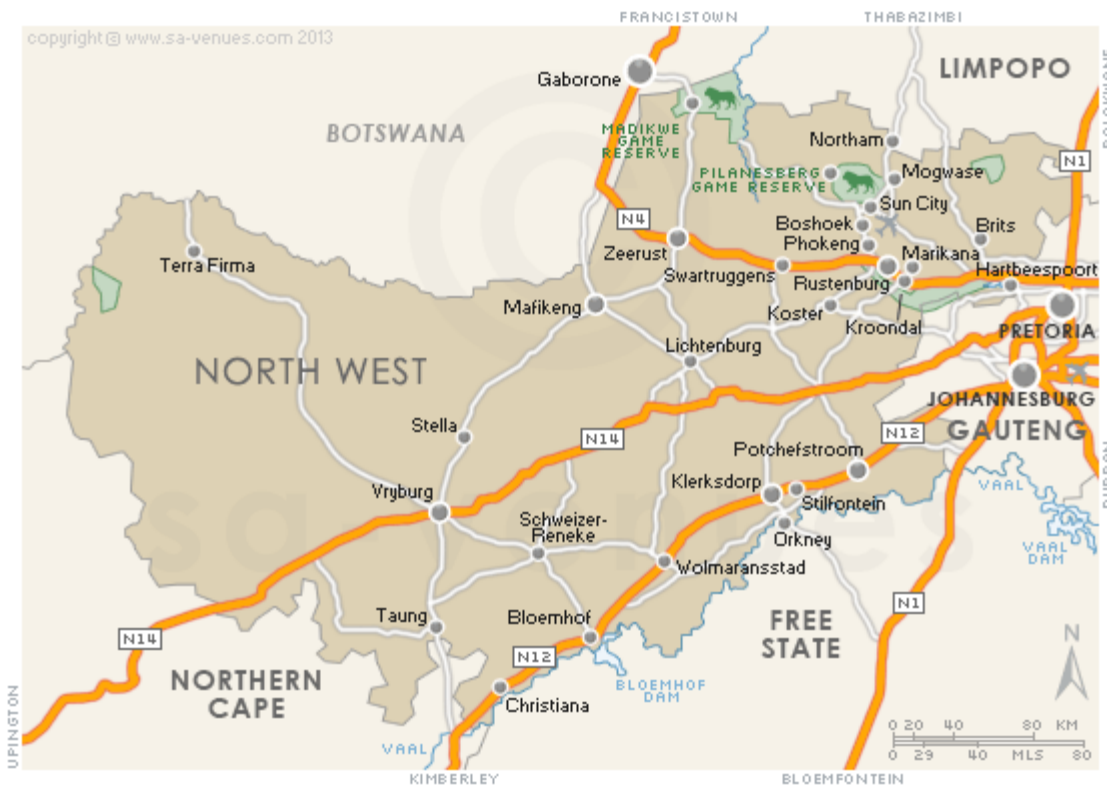 FRANCISTOWN
THABAZIMBI
copyright © www.sa-venues.com 2013
Gaborone
LIMPOPO
POLOKWANE
BOTSWANA
MADIKWE
GAME
RESERVE
Northam
N1
PILANESBERG
GAME RESERVE
Mogwase
Sun City
N4
Boshoek
Brits
Phokeng
Zeerust
Marikana
Terra Firma
Swartruggens
Hartbeespoort
Rustenburg
Mafikeng
Koster
Kroondal
PRETORIA
Lichtenburg
NORTH WEST
JOHANNESBURG
GAUTENG
Stella
N14
N12
Potchefstroom
DURBAN
Klerksdorp
VAAL
Vryburg
Stilfontein
sa-venues
Schweizer-
Reneke
Orkney
VAAL
DAM
Wolmaransstad
N1
Taung
Bloemhof
FREE
STATE
N14
N12
N
NORTHERN
CAPE
BLOEMHOF
DAM
Christiana
UPINGTON
0 20 40 80 KM
0 29 40 MLS 80
VAAL
KIMBERLEY
BLOEMFONTEIN